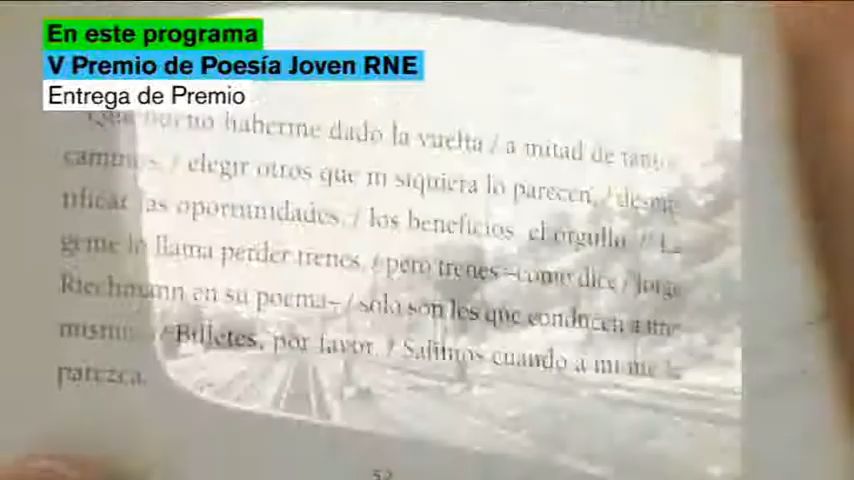 En este programa
V Premio de Poesía Joven RNE
Entrega de Premio
haberme dado la vuelta / a mitad de
caminos, / elegir otros que ni siquiera lo parecen, /
las oportunidades, / los beneficios, el orgullo. /
gente lo llama perder trenes, / pero trenes –como dice / Jorge
Riechmann en su poema– / solo son los que conducen a uno
«Billetes, por favor. / Salimos cuando a mí me
parezca.
52